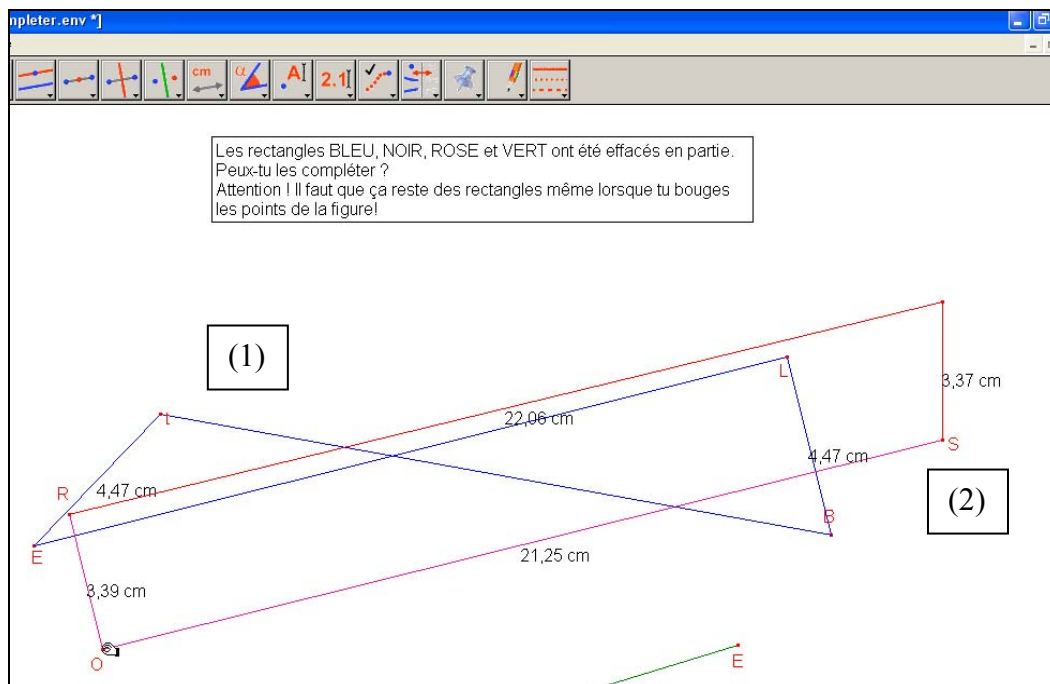 mpleter.env *]
cm
α
A
2.1
Les rectangles BLEU, NOIR, ROSE et VERT ont été effacés en partie.
Peux-tu les compléter ?
Attention ! Il faut que ça reste des rectangles même lorsque tu bouges
les points de la figure!
(1)
L
3,37 cm
t
22,06 cm
S
4,47 cm
R
4,47 cm
(2)
B
E
21,25 cm
3,39 cm
O
E